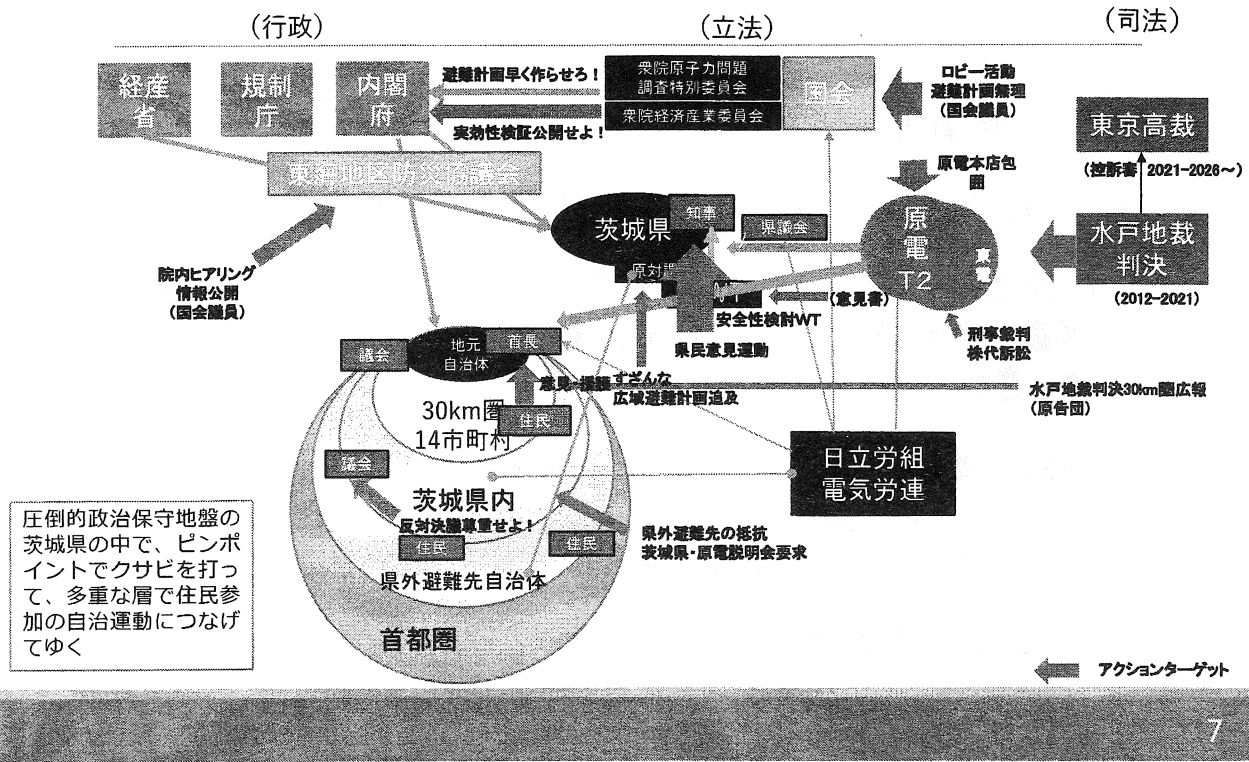 (行政)
(立法)
(司法)
経産
省
規制
庁
内閣
府
避難計画早く作らせろ!
実効性検証公開せよ!
衆院原子力問題
調査特別委員会
衆院経済産業委員会
国会
ロビー活動
避難計画無理
(国会議員)
東京高裁
(控訴審 2021-2026~)
水戸地裁
判決
(2012-2021)
東海地区
協議会
原電本店包
囲
茨城県
知事
県議会
原対課
原
電
T2
東
電
院内ヒアリング
情報公開
(国会議員)
(意見書)
安全性検討WT
県民意見運動
刑事裁判
株代訴訟
議会
地元
自治体
首長
意見・援護
すざんな
広域避難計画追及
水戸地裁判決30km圏広報
(原告団)
30km圏
14市町村
住民
議会
日立労組
電気労連
茨城県内
反対決議尊重せよ!
住民
住民
県外避難先の抵抗
茨城県・原電説明会要求
県外避難先自治体
首都圏
圧倒的政治保守地盤の
茨城県の中で、ピンポ
イントでクサビを打っ
て、多重な層で住民参
加の自治運動につなげ
てゆく
アクションターゲット
7